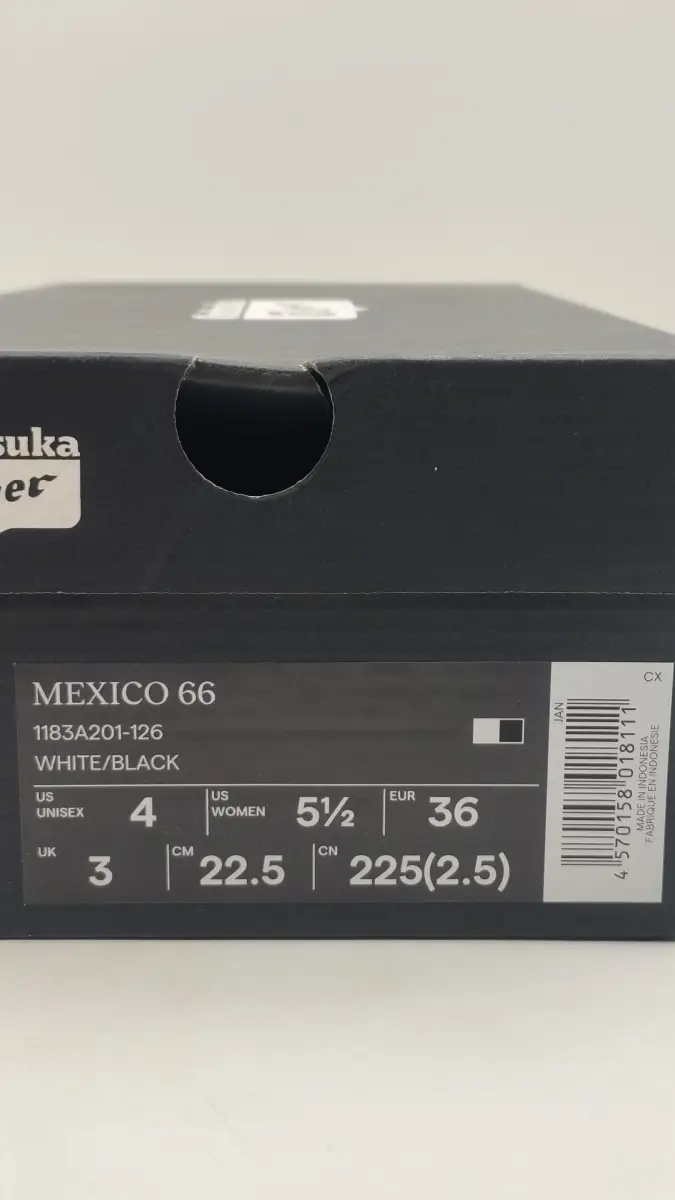 suka
er
MEXICO 66
1183A201-126
WHITE/BLACK
US UNISEX 4
US WOMEN 5½
EUR 36
UK 3
CM 22.5
CN 225(2.5)
CX
JAN
4 570158 018111
MADE IN INDONESIA
FABRIQUE EN INDONESIE